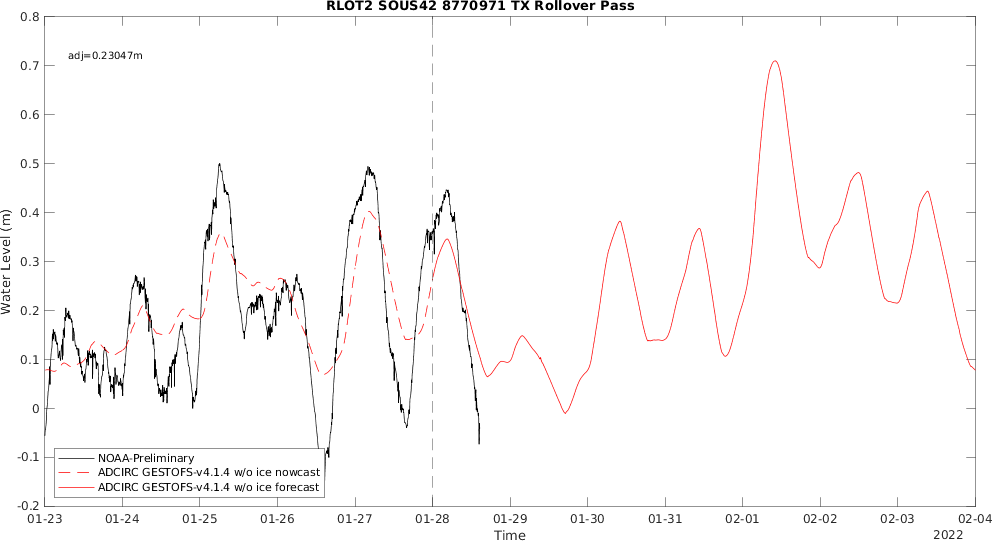 RLOT2 SOUS42 8770971 TX Rollover Pass
0.8
adj=0.23047m
0.7
0.6
0.5
0.4
0.3
0.2
0.1
0
-0.1
-0.2
Water Level (m)
NOAA-Preliminary
ADCIRC GESTOFS-v4.1.4 w/o ice nowcast
ADCIRC GESTOFS-v4.1.4 w/o ice forecast
01-23 01-24 01-25 01-26 01-27 01-28 01-29 01-30 01-31 02-01 02-02 02-03 02-04
Time
2022